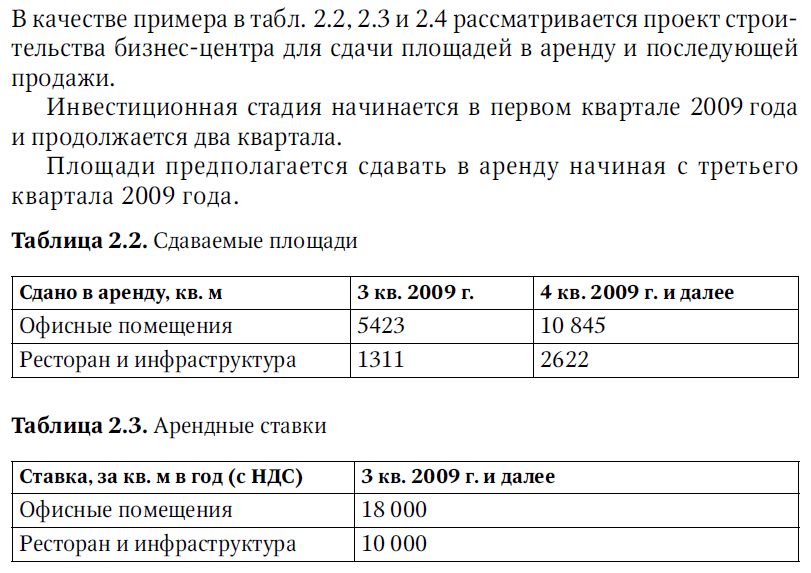 В качестве примера в табл. 2.2, 2.3 и 2.4 рассматривается проект строи-
тельства бизнес-центра для сдачи площадей в аренду и последующей
продажи.
Инвестиционная стадия начинается в первом квартале 2009 года
и продолжается два квартала.
Площади предполагается сдавать в аренду начиная с третьего
квартала 2009 года.
Таблица 2.2. Сдаваемые площади
Сдано в аренду, кв. м 3 кв. 2009 г. 4 кв. 2009 г. и далее
Офисные помещения 5423 10 845
Ресторан и инфраструктура 1311 2622
Таблица 2.3. Арендные ставки
Ставка, за кв. м в год (с НДС) 3 кв. 2009 г. и далее
Офисные помещения 18 000
Ресторан и инфраструктура 10 000